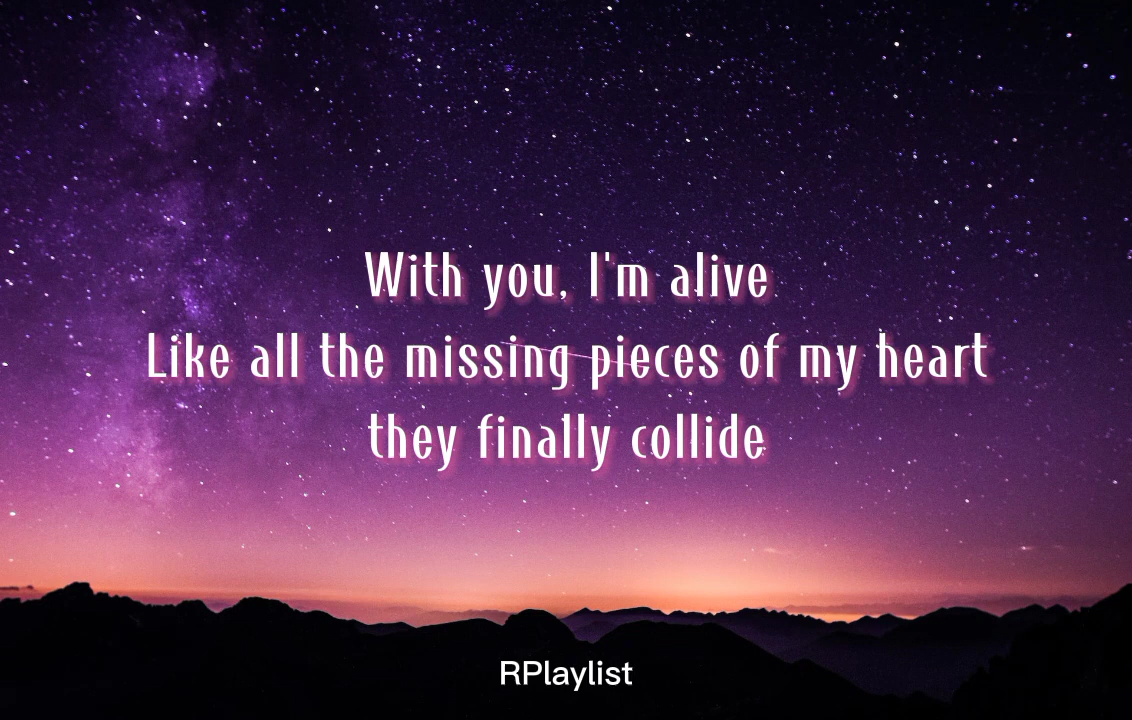 With you, I'm alive
Like all the missing pieces of my heart
they finally collide
RPlaylist